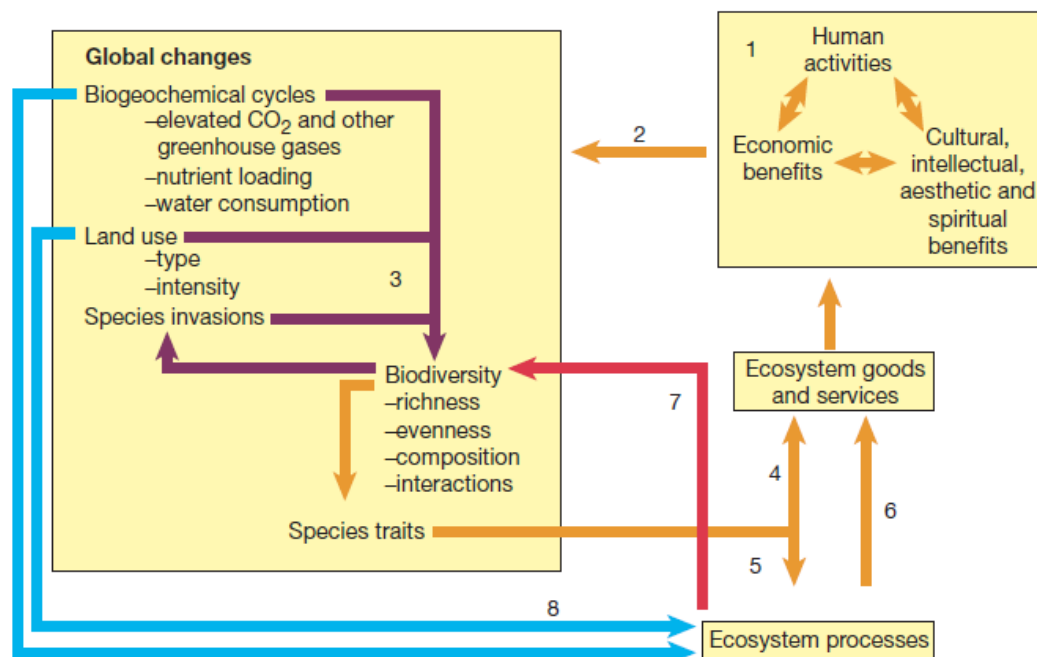 Global changes
Biogeochemical cycles
–elevated CO₂ and other
greenhouse gases
–nutrient loading
–water consumption
Land use
–type
–intensity
Species invasions
3
Biodiversity
–richness
–evenness
–composition
–interactions
Species traits
2
1
Human
activities
Economic
benefits
Cultural,
intellectual,
aesthetic and
spiritual
benefits
Ecosystem goods
and services
7
4
6
5
8
Ecosystem processes